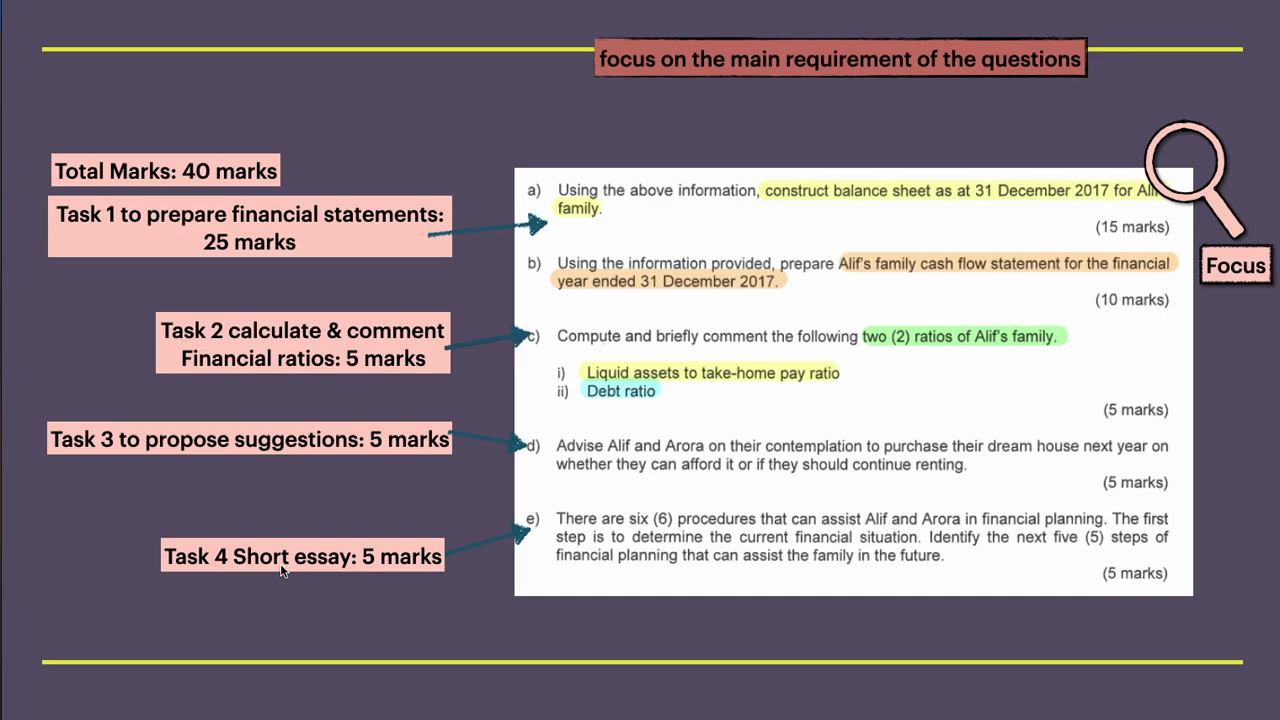 focus on the main requirement of the questions
Total Marks: 40 marks
Task 1 to prepare financial statements:
25 marks
Task 2 calculate & comment
Financial ratios: 5 marks
Task 3 to propose suggestions: 5 marks
Task 4 Short essay: 5 marks
a) Using the above information, construct balance sheet as at 31 December 2017 for
family.
(15 marks)
b) Using the information provided, prepare Alif's family cash flow statement for the financial
year ended 31 December 2017.
(10 marks)
c) Compute and briefly comment the following two (2) ratios of Alif's family.
i) Liquid assets to take-home pay ratio
ii) Debt ratio
(5 marks)
d) Advise Alif and Arora on their contemplation to purchase their dream house next year on
whether they can afford it or if they should continue renting.
(5 marks)
e) There are six (6) procedures that can assist Alif and Arora in financial planning. The first
step is to determine the current financial situation. Identify the next five (5) steps of
financial planning that can assist the family in the future.
(5 marks)
Focus